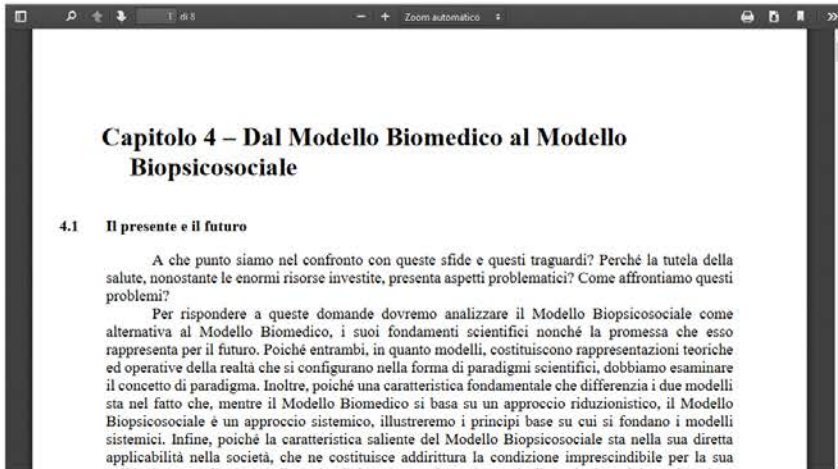 1 di 8 Zoom automatico
Capitolo 4 – Dal Modello Biomedico al Modello
Biopsicosociale
4.1 Il presente e il futuro
A che punto siamo nel confronto con queste sfide e questi traguardi? Perché la tutela della
salute, nonostante le enormi risorse investite, presenta aspetti problematici? Come affrontiamo questi
problemi?
Per rispondere a queste domande dovremo analizzare il Modello Biopsicosociale come
alternativa al Modello Biomedico, i suoi fondamenti scientifici nonché la promessa che esso
rappresenta per il futuro. Poiché entrambi, in quanto modelli, costituiscono rappresentazioni teoriche
ed operative della realtà che si configurano nella forma di paradigmi scientifici, dobbiamo esaminare
il concetto di paradigma. Inoltre, poiché una caratteristica fondamentale che differenzia i due modelli
sta nel fatto che, mentre il Modello Biomedico si basa su un approccio riduzionistico, il Modello
Biopsicosociale è un approccio sistemico, illustreremo i principi base su cui si fondano i modelli
sistemici. Infine, poiché la caratteristica saliente del Modello Biopsicosociale sta nella sua diretta
applicabilità nella società, che ne costituisce addirittura la condizione imprescindibile per la sua